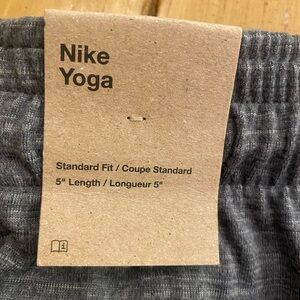 Nike
Yoga
Standard Fit / Coupe Standard
5" Length / Longueur 5"